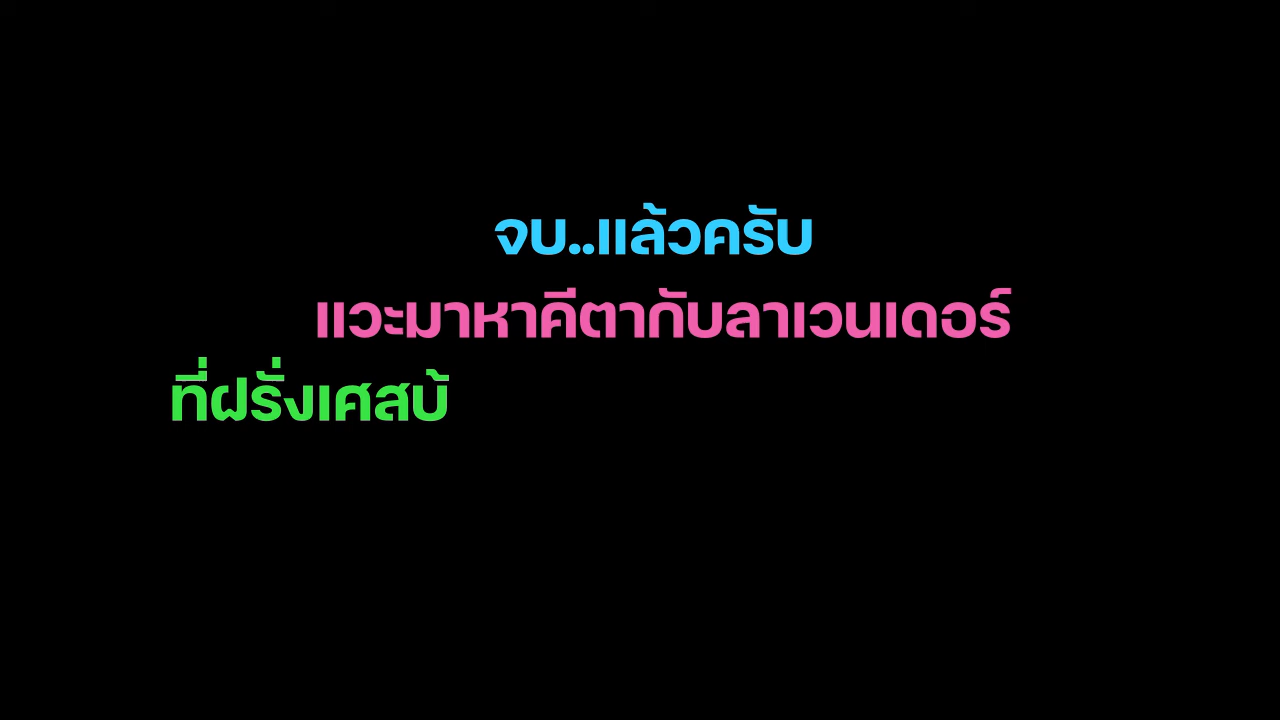 จบ..แล้วครับ
แวะมาหาคีตากับลาเวนเดอร์
ที่ฝรั่งเศสบ้